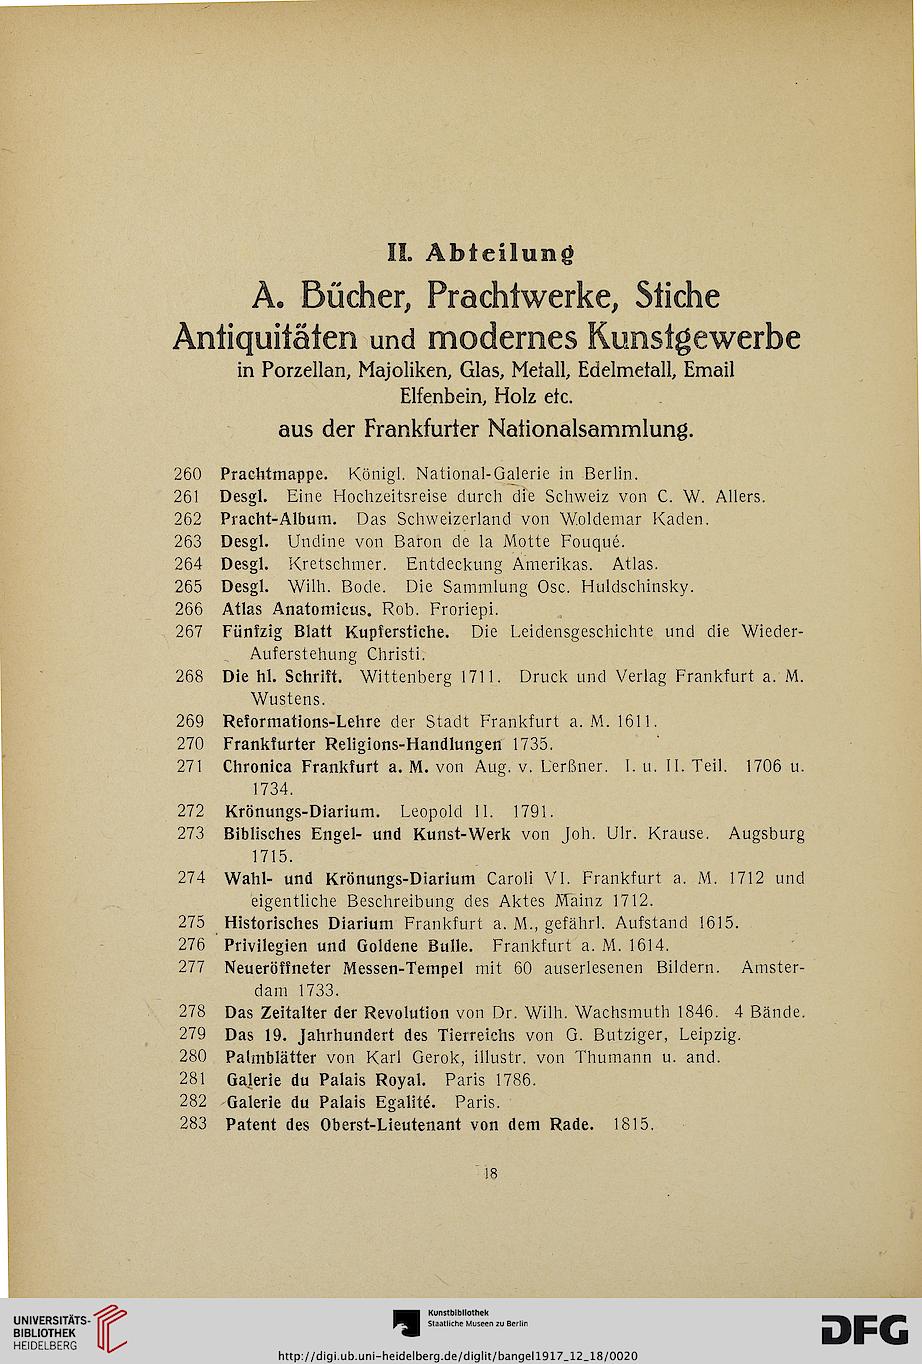 II. Abteilung
A. Bücher, Prachtwerke, Stiche
Antiquitäten und modernes Kunstgewerbe
in Porzellan, Majoliken, Glas, Metall, Edelmetall, Email
Elfenbein, Holz etc.
aus der Frankfurter Nationalsammlung.
260 Prachtmappe. Königl. National-Galerie in Berlin.
261 Desgl. Eine Hochzeitsreise durch die Schweiz von C. W. Allers.
262 Pracht-Album. Das Schweizerland von Woldemar Kaden.
263 Desgl. Undine von Baron de la Motte Fouqué.
264 Desgl. Kretschmer. Entdeckung Amerikas. Atlas.
265 Desgl. Wilh. Bode. Die Sammlung Osc. Huldschinsky.
266 Atlas Anatomicus. Rob. Froriepi.
267 Fünfzig Blatt Kupferstiche. Die Leidensgeschichte und die Wieder-
Auferstehung Christi.
268 Die hl. Schrift. Wittenberg 1711. Druck und Verlag Frankfurt a. M.
Wustens.
269 Reformations-Lehre der Stadt Frankfurt a. M. 1611.
270 Frankfurter Religions-Handlungen 1735.
271 Chronica Frankfurt a. M. von Aug. v. Lerßner. I. u. II. Teil. 1706 u.
1734.
272 Krönungs-Diarium. Leopold II. 1791.
273 Biblisches Engel- und Kunst-Werk von Joh. Ulr. Krause. Augsburg
1715.
274 Wahl- und Krönungs-Diarium Caroli VI. Frankfurt a. M. 1712 und
eigentliche Beschreibung des Aktes Mainz 1712.
275 Historisches Diarium Frankfurt a. M., gefährl. Aufstand 1615.
276 Privilegien und Goldene Bulle. Frankfurt a. M. 1614.
277 Neueröffneter Messen-Tempel mit 60 auserlesenen Bildern. Amster-
dam 1733.
278 Das Zeitalter der Revolution von Dr. Wilh. Wachsmuth 1846. 4 Bände.
279 Das 19. Jahrhundert des Tierreichs von G. Butziger, Leipzig.
280 Palmblätter von Karl Gerok, illustr. von Thumann u. and.
281 Galerie du Palais Royal. Paris 1786.
282 Galerie du Palais Egalité. Paris.
283 Patent des Oberst-Lieutenant von dem Rade. 1815.
18
UNIVERSITÄTS-
BIBLIOTHEK
HEIDELBERG
Kunstbibliothek
Staatliche Museen zu Berlin
DFG
http://digi.ub.uni-heidelberg.de/diglit/bangel1917_12_18/0020